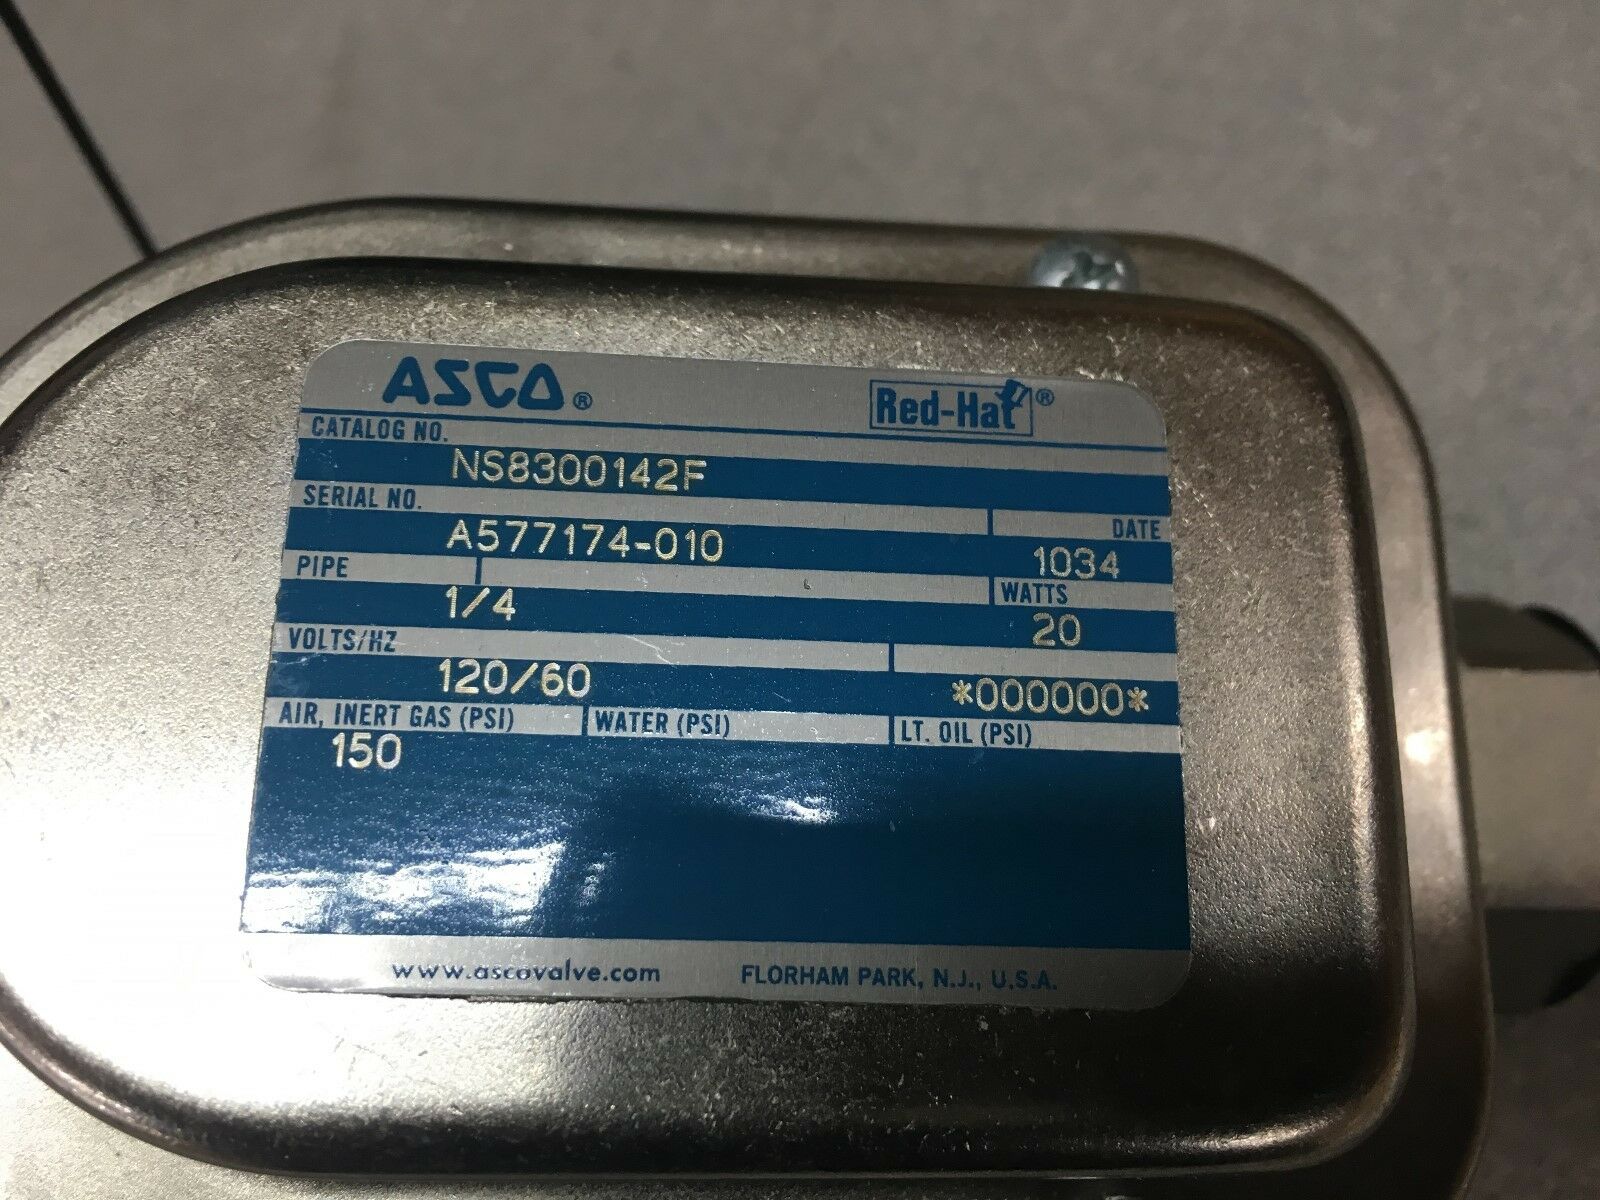 ASCO® Red-Hat®
CATALOG NO.
NS8300142F
SERIAL NO. DATE
A577174-010 1034
PIPE WATTS
1/4 20
VOLTS/HZ
120/60 *000000*
AIR, INERT GAS (PSI) WATER (PSI) LT. OIL (PSI)
150
www.ascovalve.com FLORHAM PARK, N.J., U.S.A.